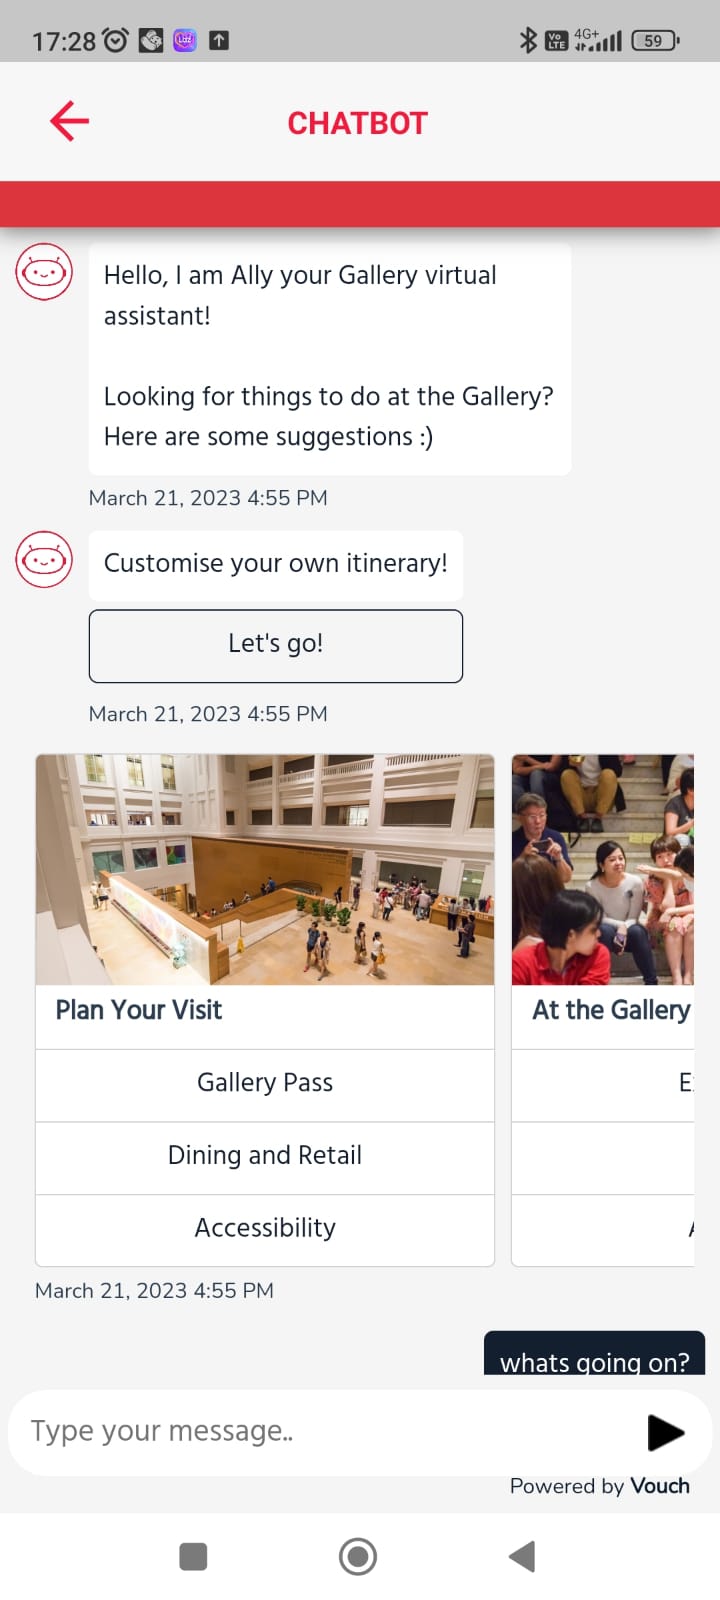 17:28
4G+
Vo
LTE
59
CHATBOT
Hello, I am Ally your Gallery virtual
assistant!
Looking for things to do at the Gallery?
Here are some suggestions :)
March 21, 2023 4:55 PM
Customise your own itinerary!
Let's go!
March 21, 2023 4:55 PM
Plan Your Visit
At the Gallery
Gallery Pass
Dining and Retail
Accessibility
March 21, 2023 4:55 PM
whats going on?
Type your message..
Powered by Vouch